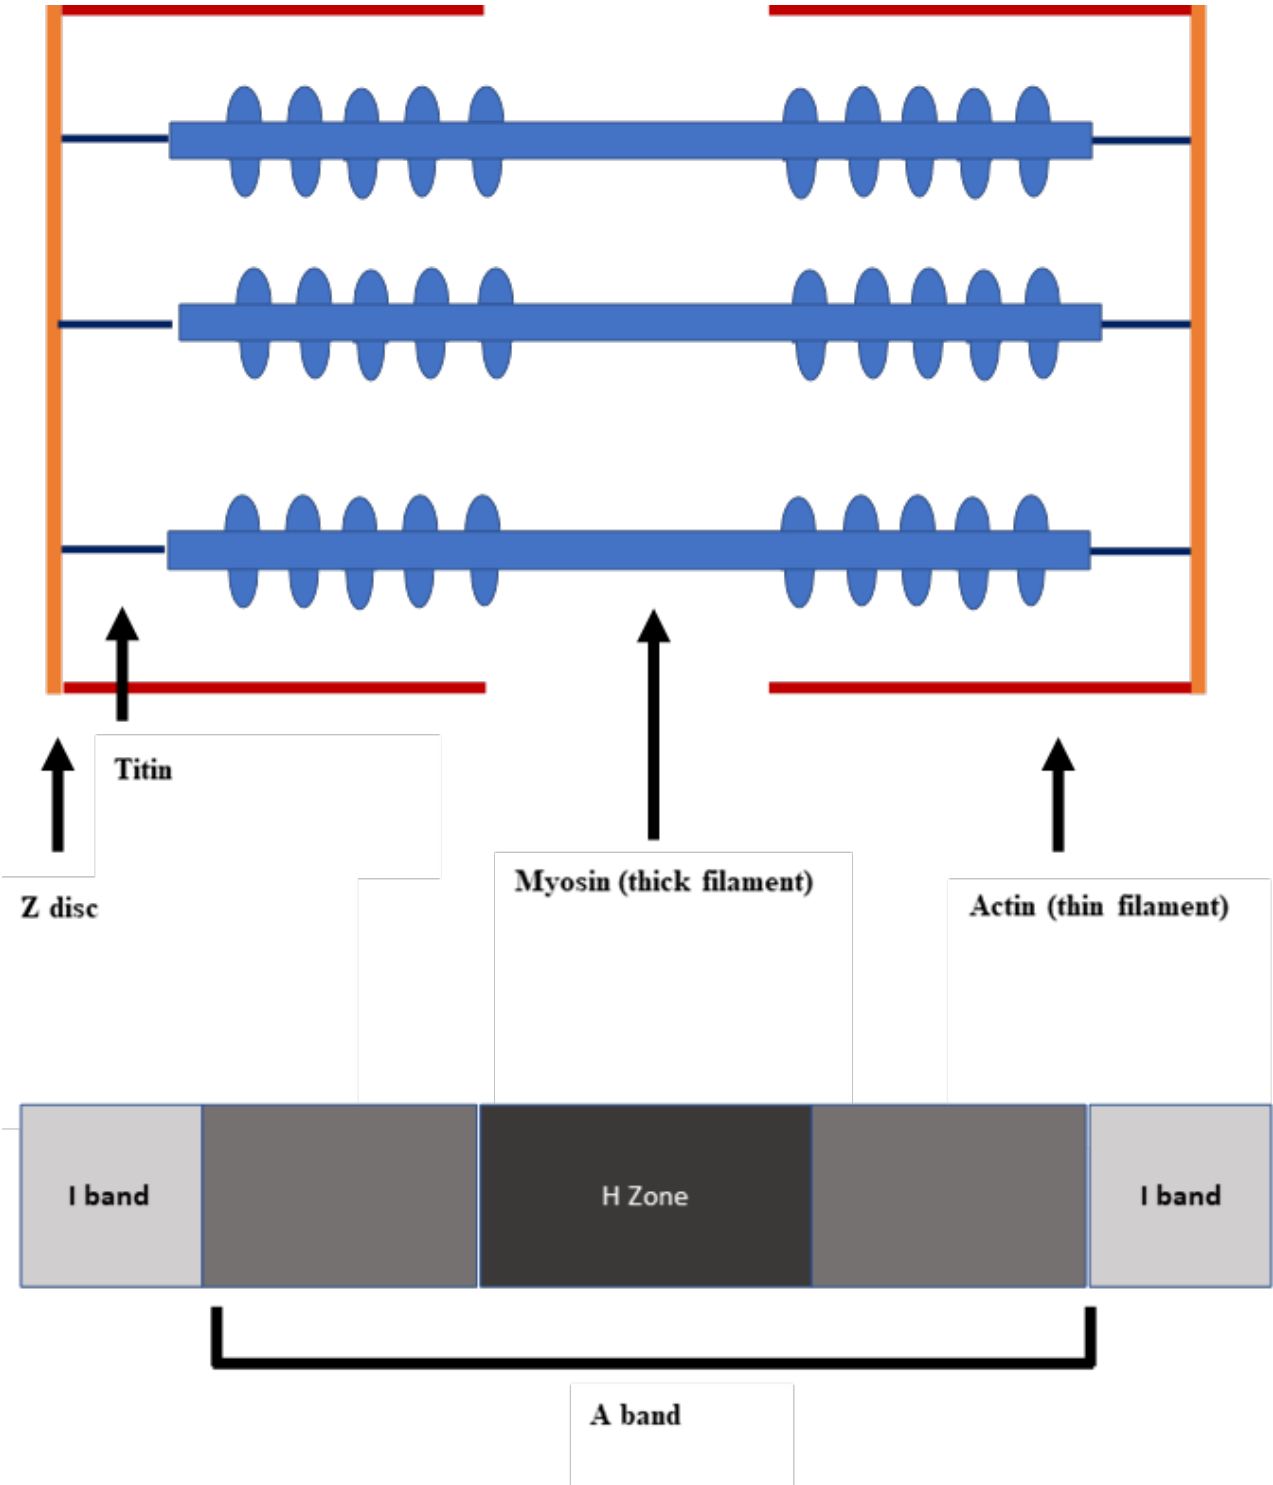 Titin
Myosin (thick filament)
Z disc
Actin (thin filament)
I band
H Zone
I band
A band